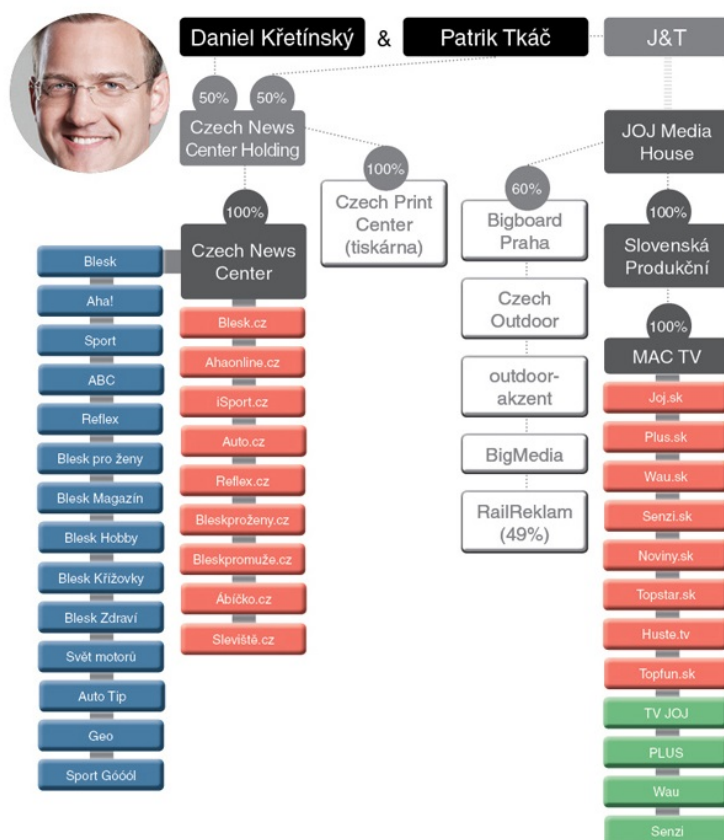 Daniel Křetínský & Patrik Tkáč J&T
50% 50%
Czech News
Center Holding
JOJ Media
House
100%
Czech Print
Center
(tiskárna)
60%
Bigboard
Praha
Czech
Outdoor
outdoor-
akzent
BigMedia
RailReklam
(49%)
100%
Czech News
Center
Blesk
Aha!
Sport
ABC
Reflex
Blesk pro ženy
Blesk Magazín
Blesk Hobby
Blesk Křížovky
Blesk Zdraví
Svět motorů
Auto Tip
Geo
Sport Góóól
Blesk.cz
Ahaonline.cz
iSport.cz
Auto.cz
Reflex.cz
Bleskproženy.cz
Bleskpromuže.cz
Ábíčko.cz
Sleviště.cz
100%
Slovenská
Produkční
100%
MAC TV
Joj.sk
Plus.sk
Wau.sk
Senzi.sk
Noviny.sk
Topstar.sk
Huste.tv
Topfun.sk
TV JOJ
PLUS
Wau
Senzi